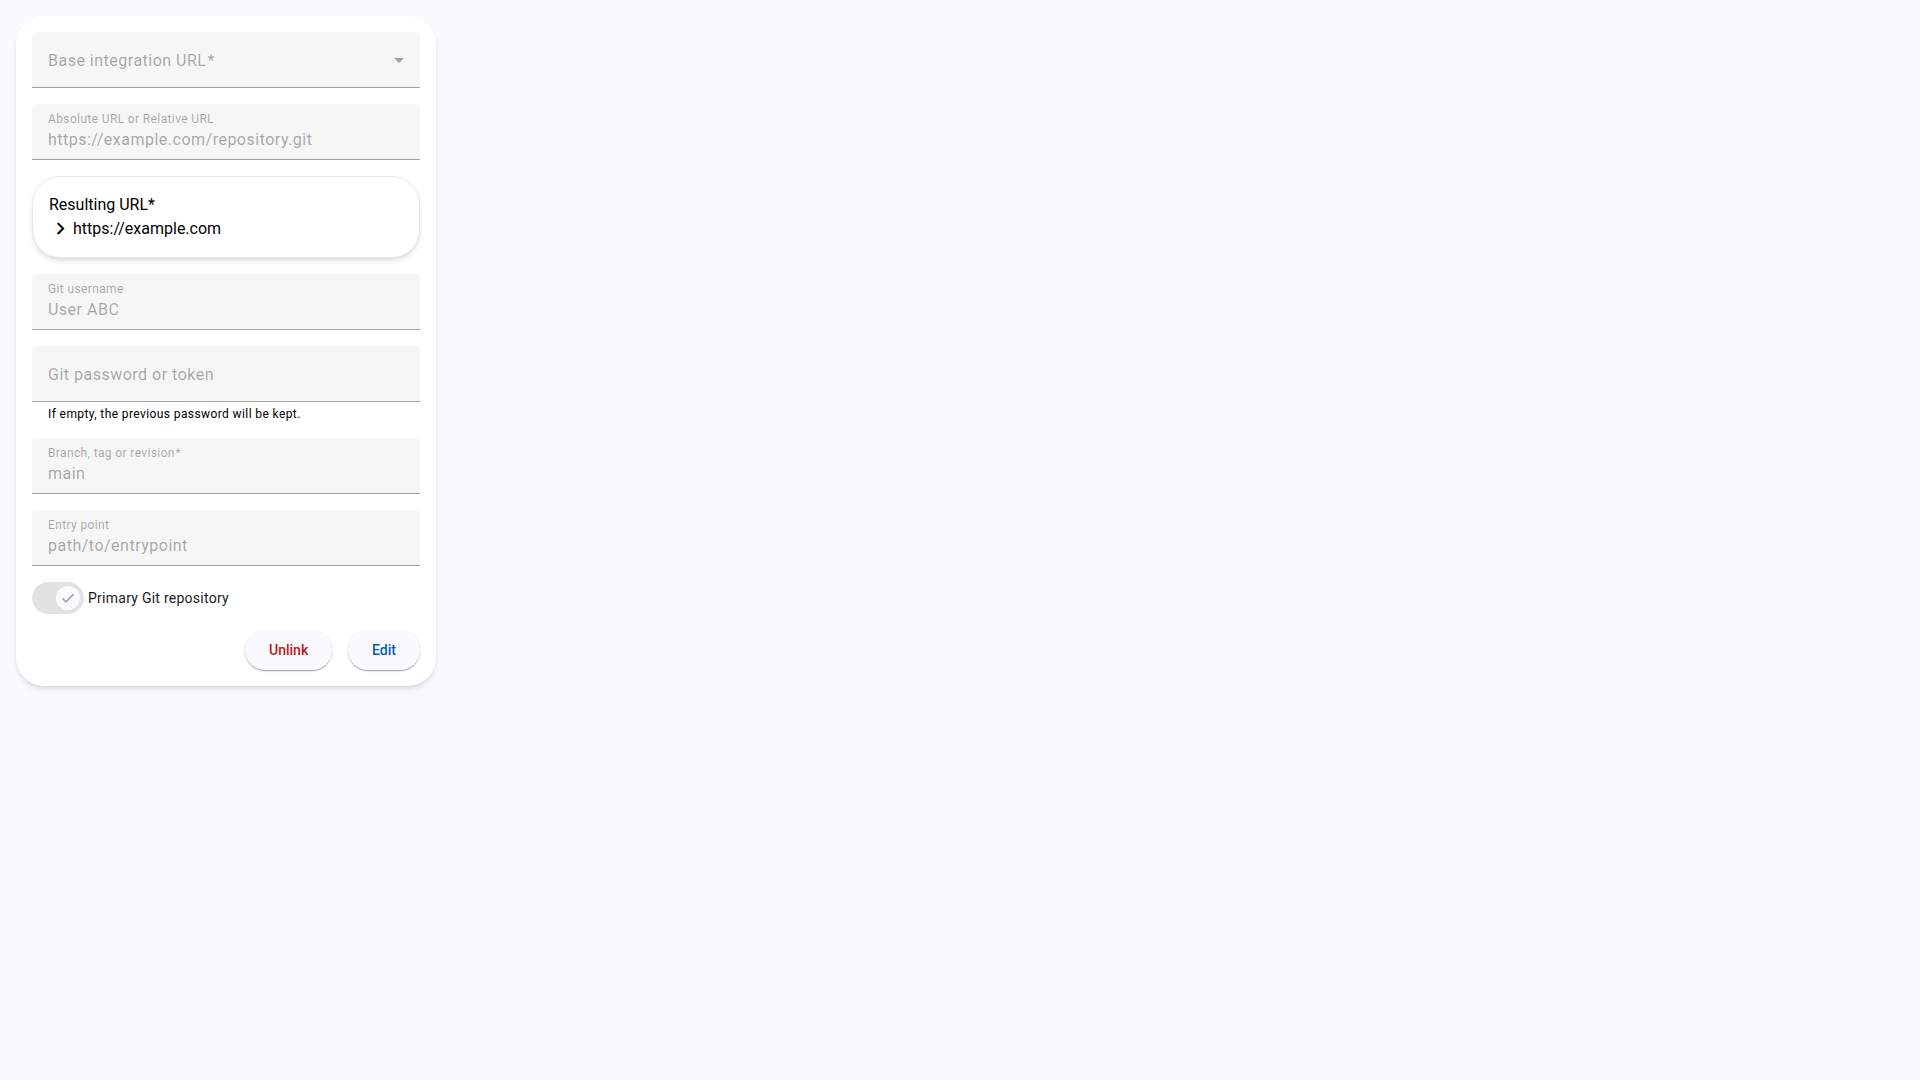 Base integration URL*
Absolute URL or Relative URL
https://example.com/repository.git
Resulting URL*
https://example.com
Git username
User ABC
Git password or token
If empty, the previous password will be kept.
Branch, tag or revision*
main
Entry point
path/to/entrypoint
Primary Git repository
Unlink Edit